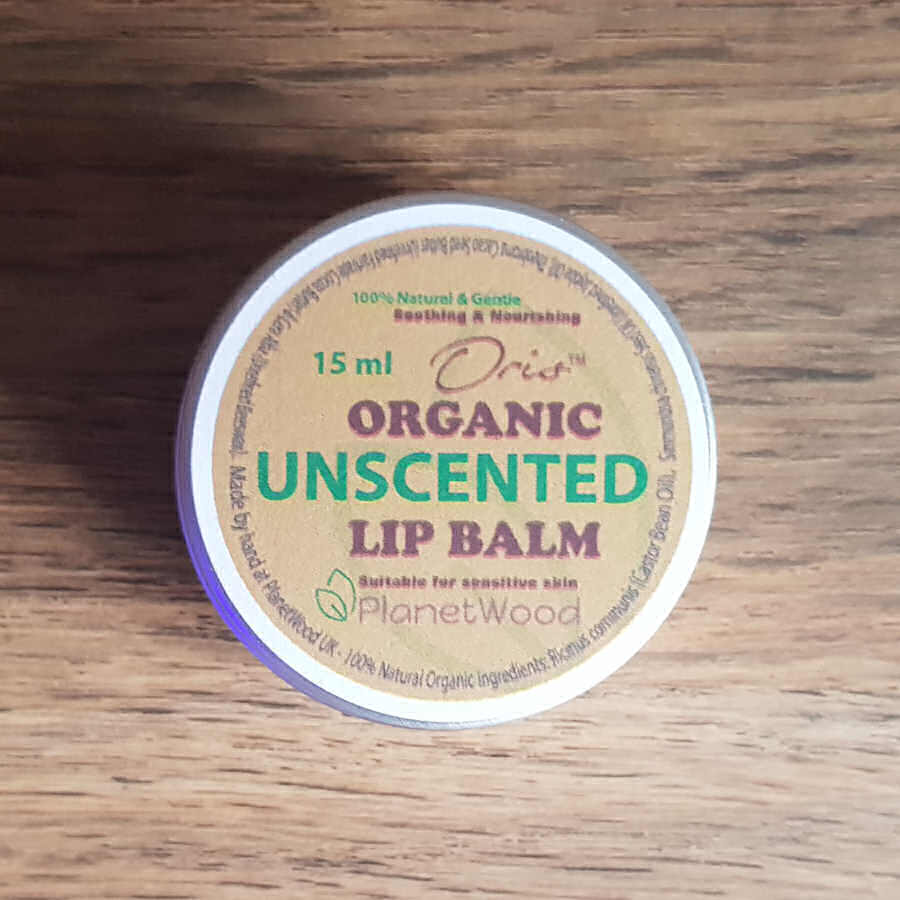 100% Natural & Gentle
Soothing & Nourishing
15 ml
Oris™
ORGANIC
UNSCENTED
LIP BALM
Suitable for sensitive skin
PlanetWood
Made by hand at PlanetWood UK - 100% Natural Organic Ingredients: Ricinus communis (Castor Bean Oil),